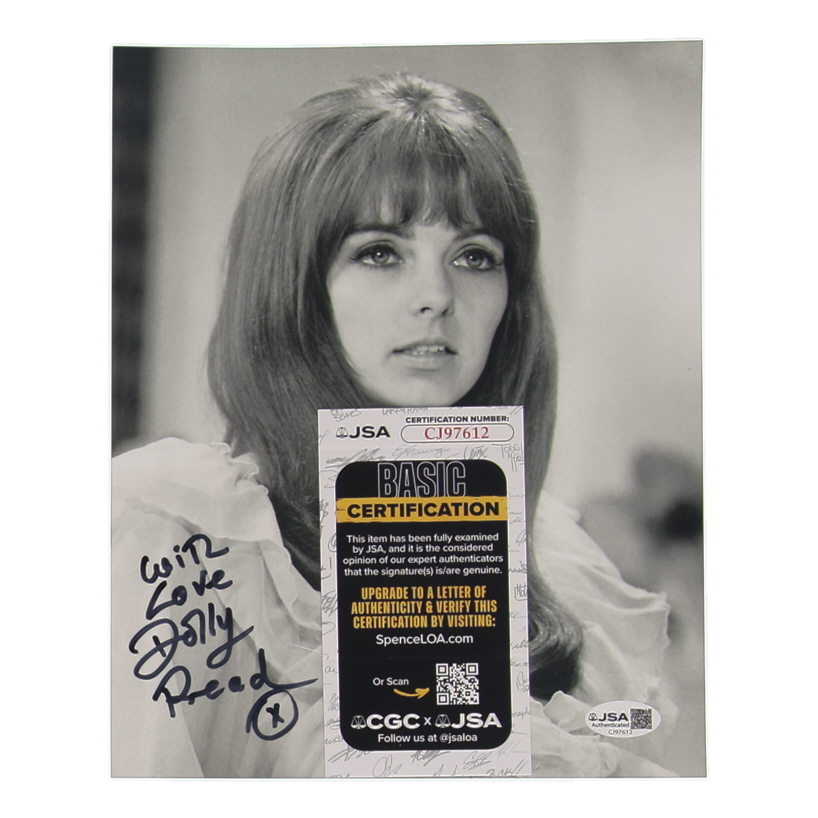 With
Love
Dolly
Read
X
JSA
CERTIFICATION NUMBER:
CJ97612
BASIC
CERTIFICATION
This item has been fully examined
by JSA, and it is the considered
opinion of our expert authenticators
that the signature(s) is/are genuine.
UPGRADE TO A LETTER OF
AUTHENTICITY & VERIFY THIS
CERTIFICATION BY VISITING:
SpenceLOA.com
Or Scan
CGC x JSA
Follow us at @jsaloa
JSA
Authenticated
CJ97612